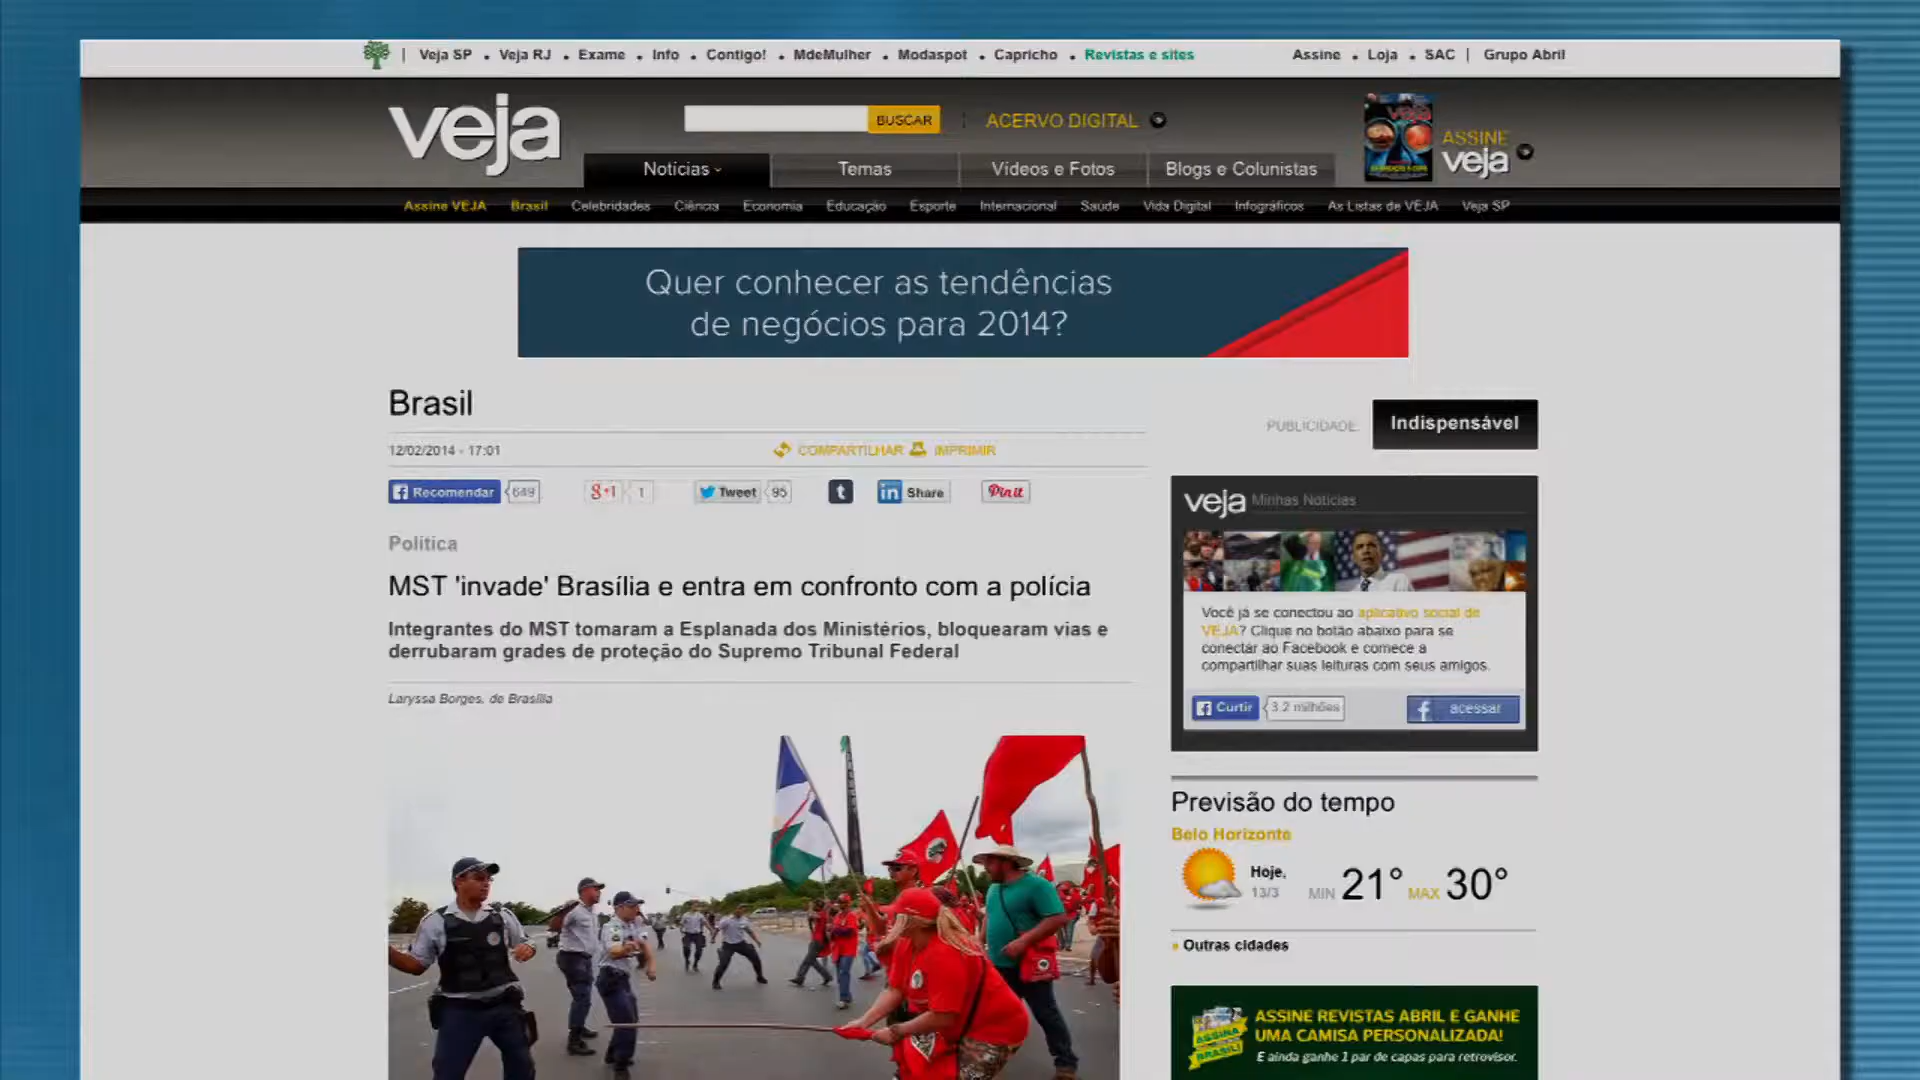 Veja SP • Veja RJ • Exame • Info • Contigo! • MdeMulher • Modaspot • Capricho • Revistas e sites
Assine • Loja • SAC | Grupo Abril
veja
BUSCAR
ACERVO DIGITAL
ASSINE
veja
Notícias
Temas
Vídeos e Fotos
Blogs e Colunistas
Assine VEJA Brasil Celebridades Ciência Economia Educação Esporte Internacional Saúde Vida Digital Infográficos As Listas de VEJA Veja SP
Quer conhecer as tendências
de negócios para 2014?
Brasil
12/02/2014 - 17:01
COMPARTILHAR
IMPRIMIR
Recomendar 649
g+1 1
Tweet 95
t
in Share
Pin it
Política
MST 'invade' Brasília e entra em confronto com a polícia
Integrantes do MST tomaram a Esplanada dos Ministérios, bloquearam vias e
derrubaram grades de proteção do Supremo Tribunal Federal
Laryssa Borges, de Brasília
PUBLICIDADE
Indispensável
veja Minhas Notícias
Você já se conectou ao aplicativo social de
VEJA? Clique no botão abaixo para se
conectar ao Facebook e comece a
compartilhar suas leituras com seus amigos.
Curtir 3.2 milhões
acessar
Previsão do tempo
Belo Horizonte
Hoje,
13/3
MIN 21° MAX 30°
» Outras cidades
ASSINE REVISTAS ABRIL E GANHE
UMA CAMISA PERSONALIZADA!
E ainda ganhe 1 par de capas para retrovisor.